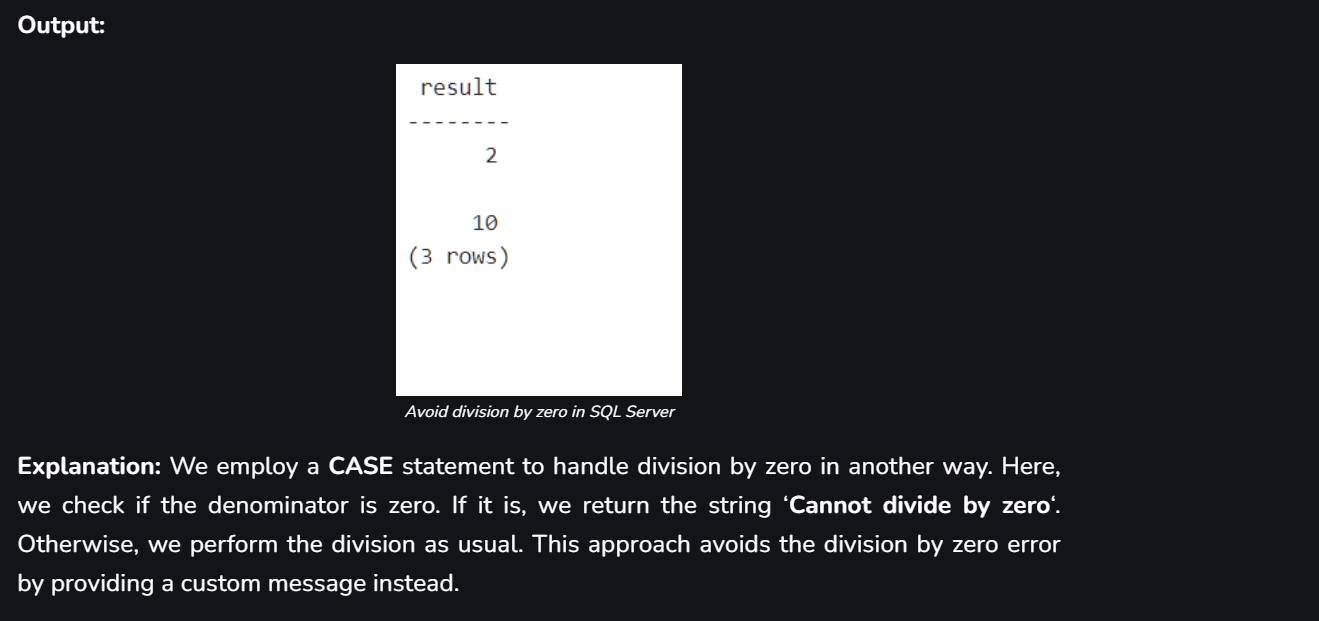 Output:
result
--------
2
10
(3 rows)
Avoid division by zero in SQL Server
Explanation: We employ a CASE statement to handle division by zero in another way. Here,
we check if the denominator is zero. If it is, we return the string ‘Cannot divide by zero‘.
Otherwise, we perform the division as usual. This approach avoids the division by zero error
by providing a custom message instead.